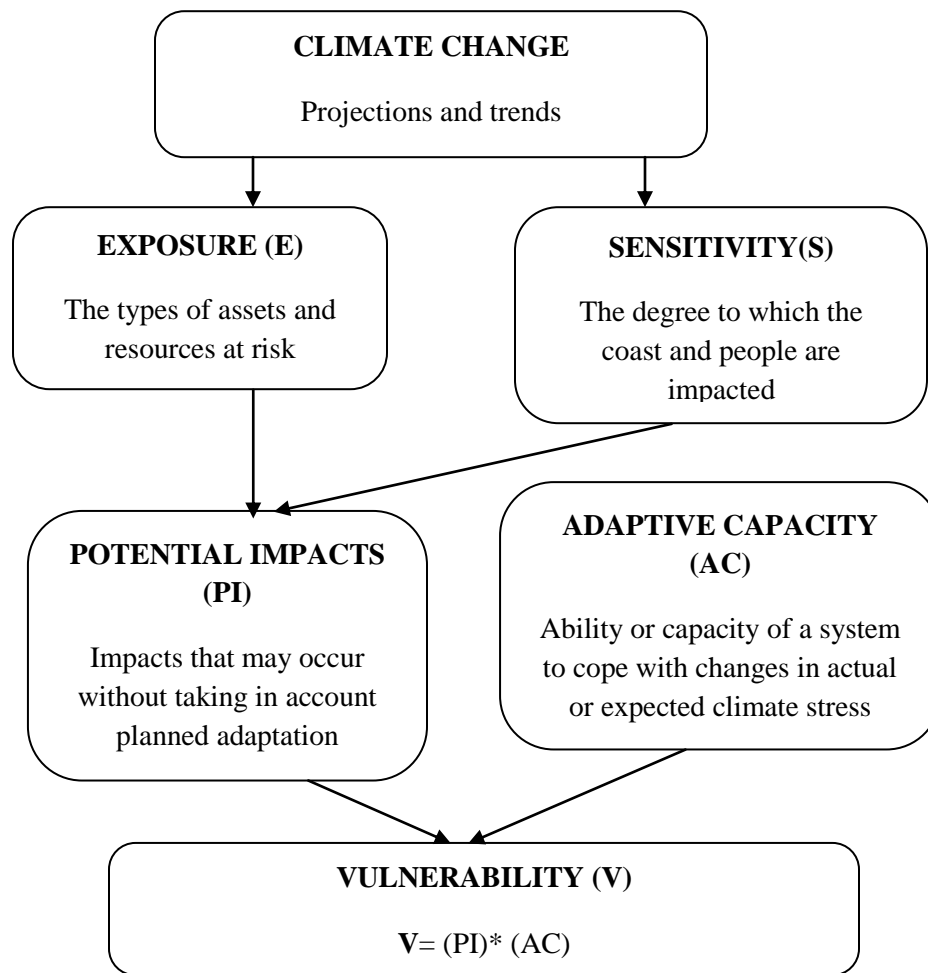 CLIMATE CHANGE
Projections and trends
EXPOSURE (E)
The types of assets and
resources at risk
SENSITIVITY(S)
The degree to which the
coast and people are
impacted
POTENTIAL IMPACTS
(PI)
Impacts that may occur
without taking in account
planned adaptation
ADAPTIVE CAPACITY
(AC)
Ability or capacity of a system
to cope with changes in actual
or expected climate stress
VULNERABILITY (V)
V= (PI)* (AC)